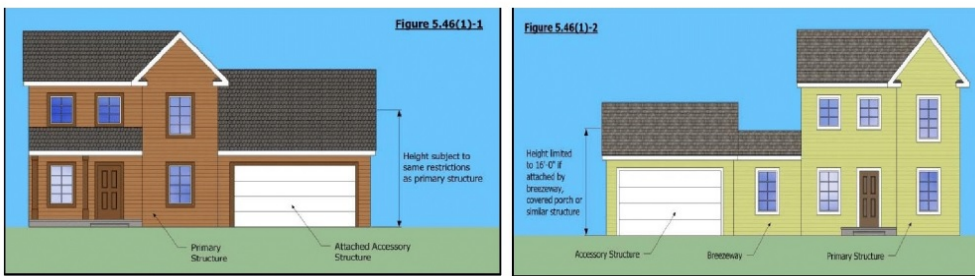 Figure 5.46(1)-1
Height subject to
same restrictions
as primary structure
Primary
Structure
Attached Accessory
Structure
Figure 5.46(1)-2
Height limited
to 16'-0" if
attached by
breezeway,
covered porch or
similar structure
Accessory Structure
Breezeway
Primary Structure